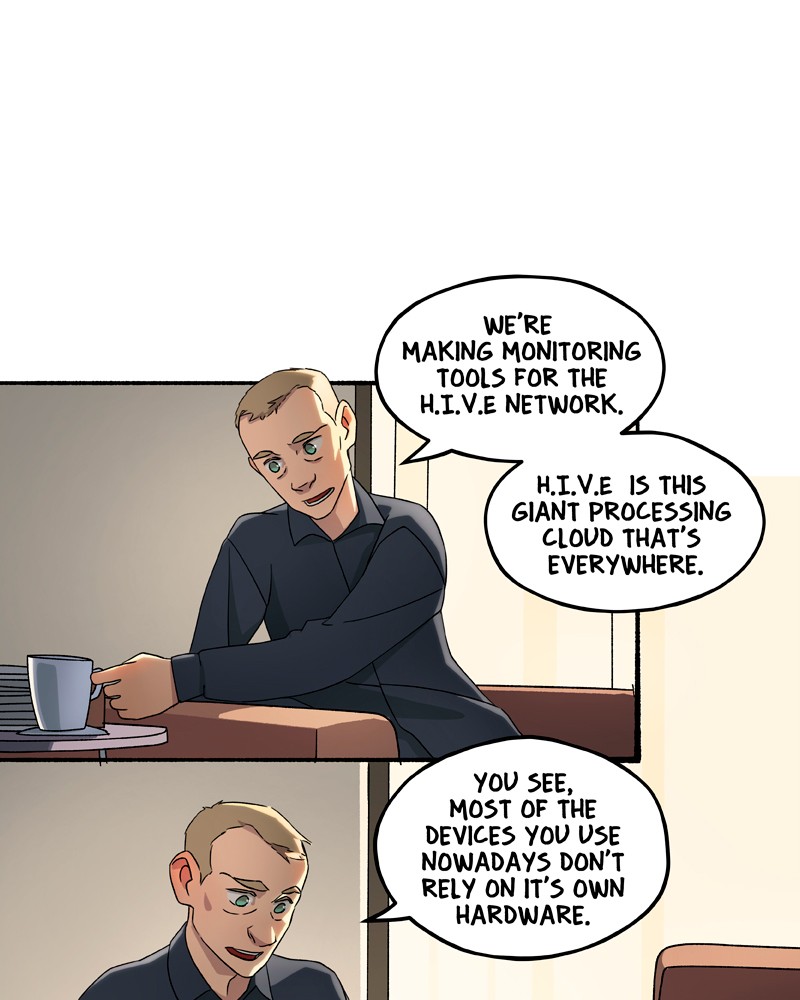 WE'RE
MAKING MONITORING
TOOLS FOR THE
H.I.V.E NETWORK.
H.I.V.E IS THIS
GIANT PROCESSING
CLOUD THAT'S
EVERYWHERE.
YOU SEE,
MOST OF THE
DEVICES YOU USE
NOWADAYS DON'T
RELY ON IT'S OWN
HARDWARE.